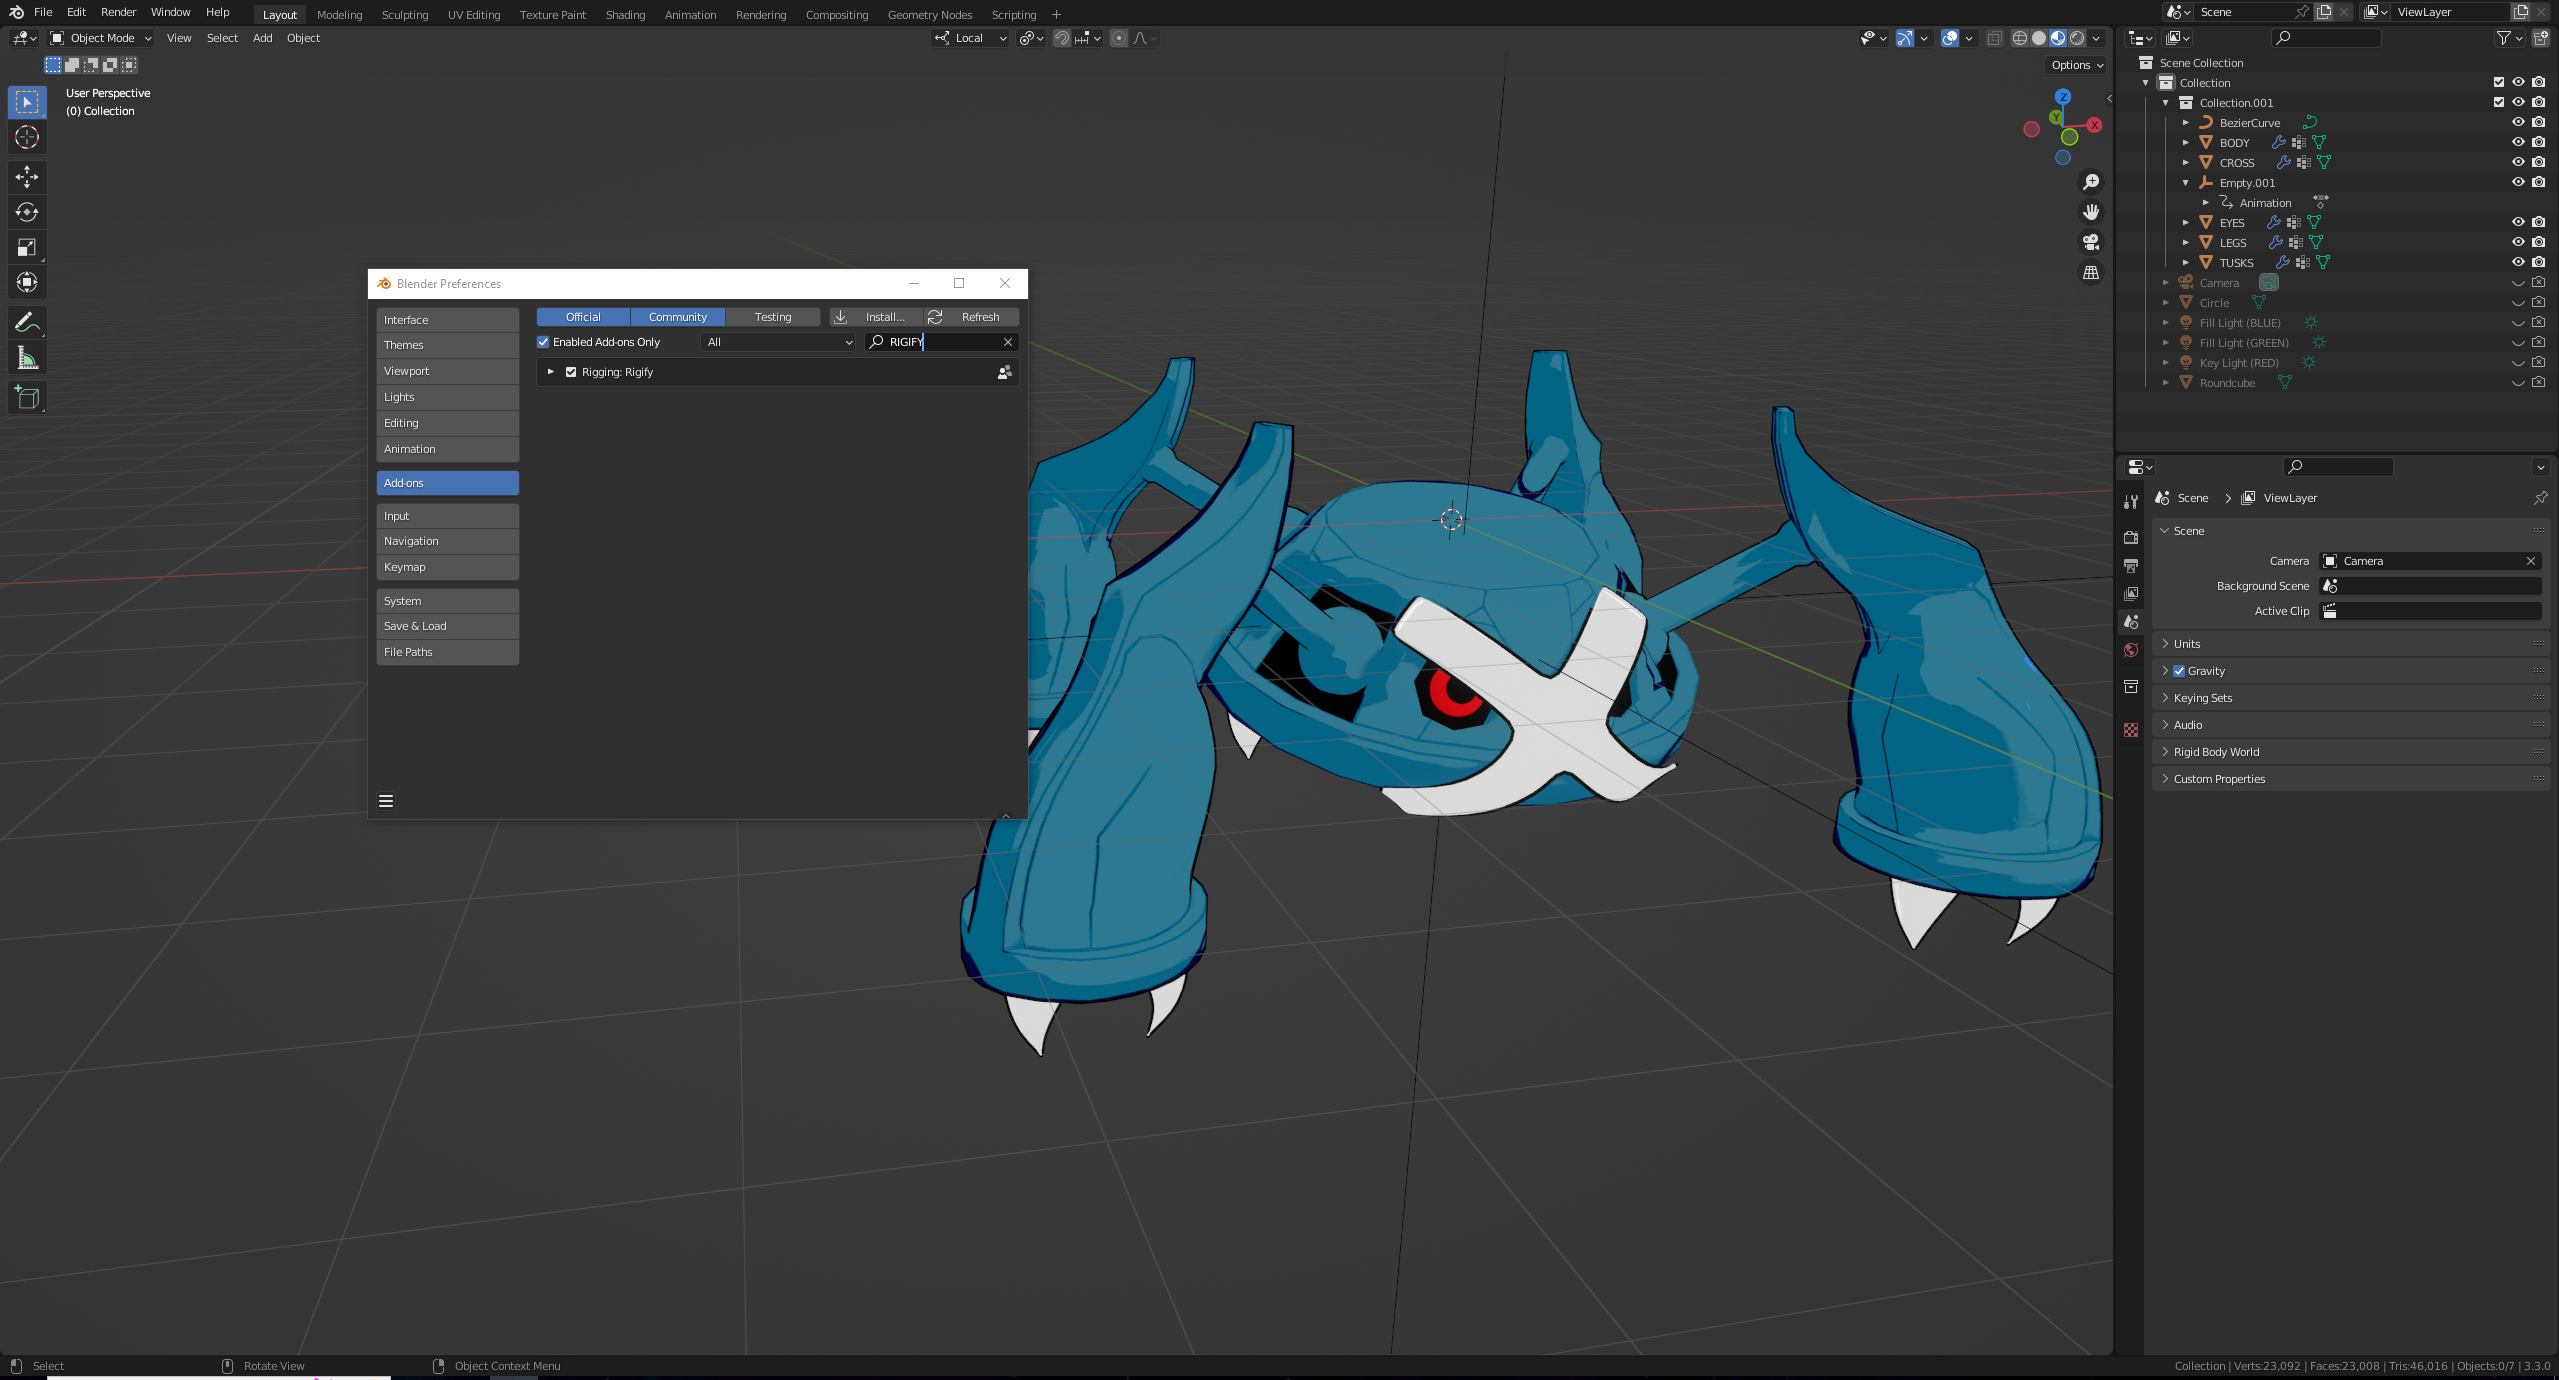 File Edit Render Window Help Layout Modeling Sculpting UV Editing Texture Paint Shading Animation Rendering Compositing Geometry Nodes Scripting + Scene ViewLayer
Object Mode View Select Add Object Local
Options
User Perspective
(0) Collection
Z
Y
X
Blender Preferences
Interface
Themes
Viewport
Lights
Editing
Animation
Add-ons
Input
Navigation
Keymap
System
Save & Load
File Paths
Official Community Testing Install... Refresh
Enabled Add-ons Only All RIGIFY
Rigging: Rigify
Scene Collection
Collection
Collection.001
BezierCurve
BODY
CROSS
Empty.001
Animation
EYES
LEGS
TUSKS
Camera
Circle
Fill Light (BLUE)
Fill Light (GREEN)
Key Light (RED)
Roundcube
Scene > ViewLayer
Scene
Camera Camera
Background Scene
Active Clip
Units
Gravity
Keying Sets
Audio
Rigid Body World
Custom Properties
Select Rotate View Object Context Menu
Collection | Verts:23,092 | Faces:23,008 | Tris:46,016 | Objects:0/7 | 3.3.0